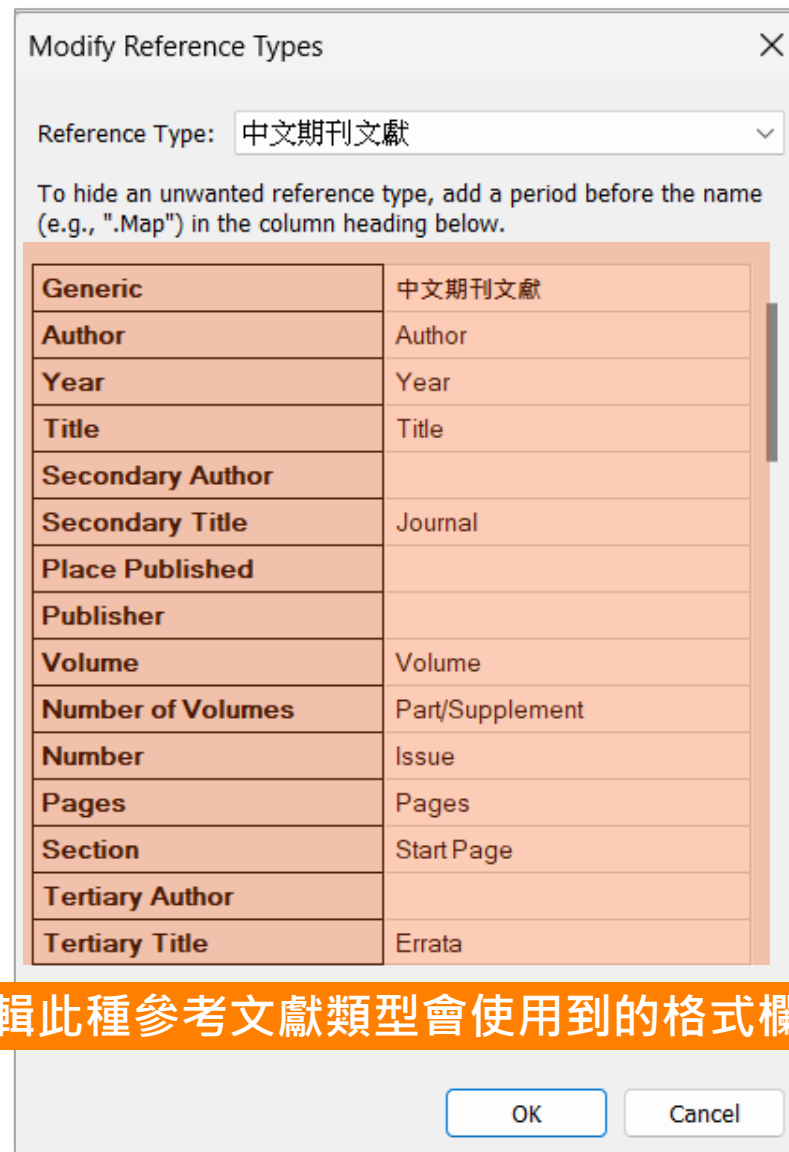 Modify Reference Types
Reference Type: 中文期刊文獻
To hide an unwanted reference type, add a period before the name
(e.g., ".Map") in the column heading below.
Generic 中文期刊文獻
Author Author
Year Year
Title Title
Secondary Author
Secondary Title Journal
Place Published
Publisher
Volume Volume
Number of Volumes Part/Supplement
Number Issue
Pages Pages
Section Start Page
Tertiary Author
Tertiary Title Errata
輯此種參考文獻類型會使用到的格式欄
OK Cancel